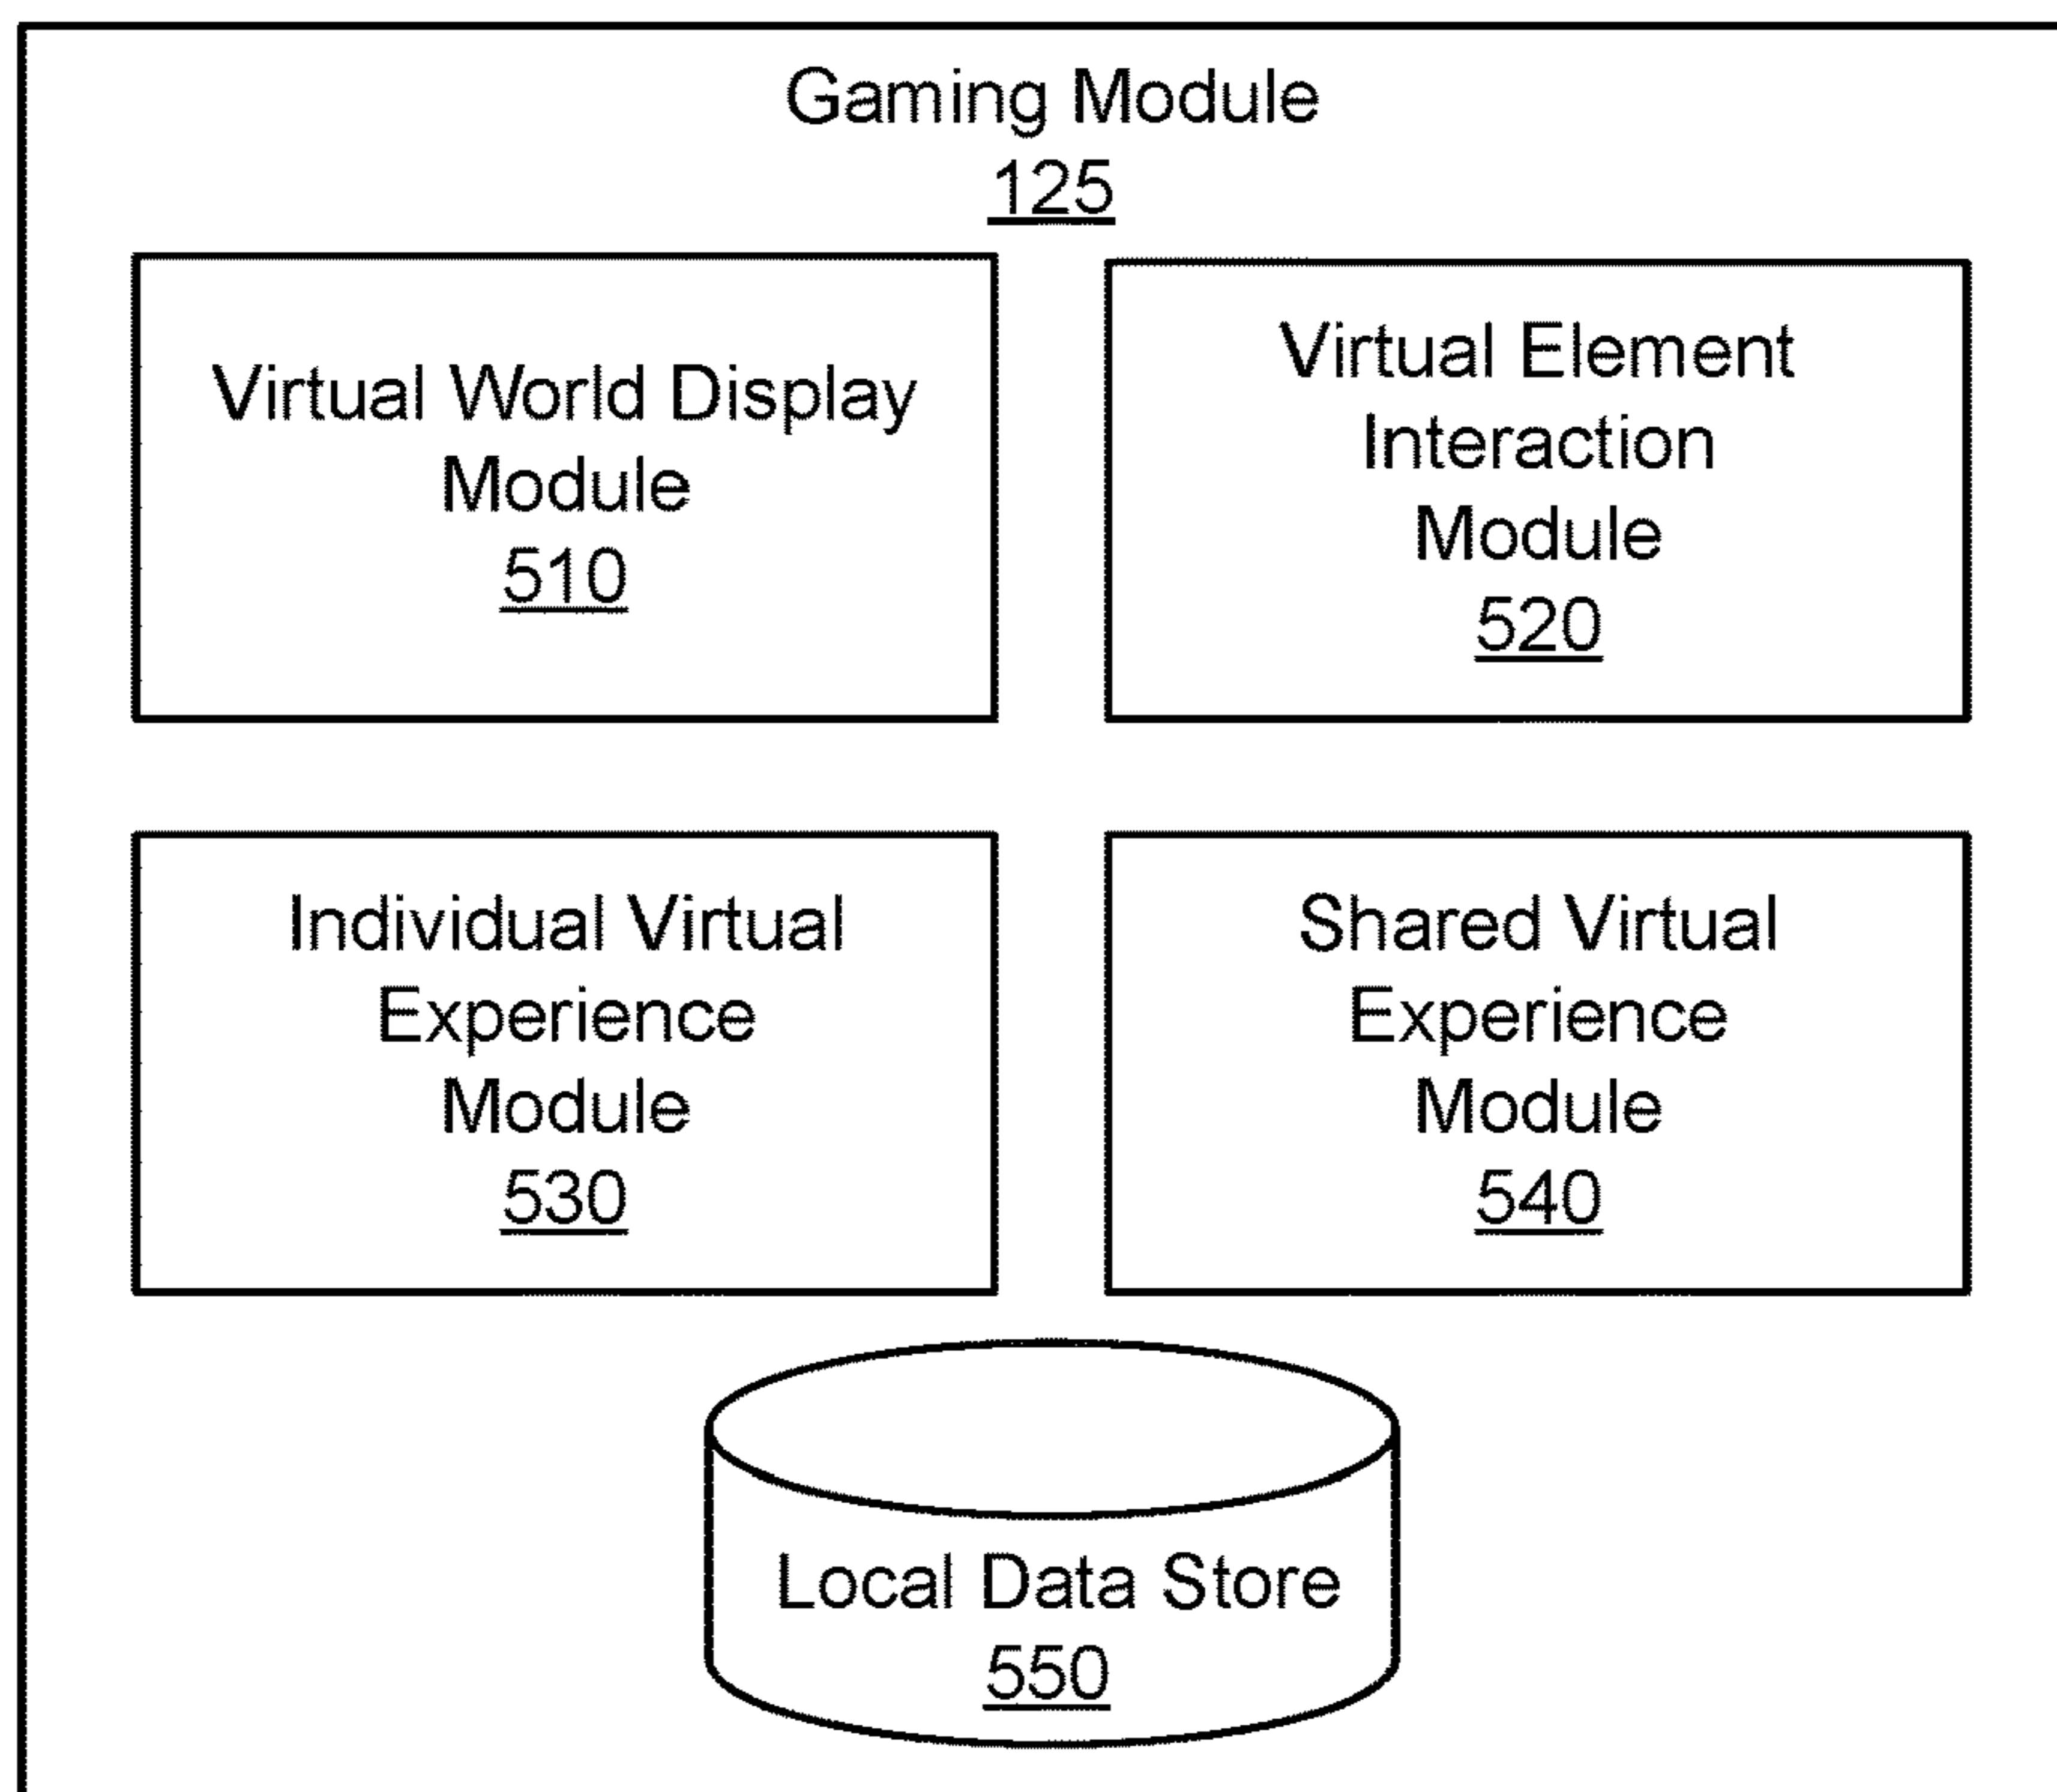 Gaming Module
125
Virtual World Display
Module
510
Virtual Element
Interaction
Module
520
Individual Virtual
Experience
Module
530
Shared Virtual
Experience
Module
540
Local Data Store
550